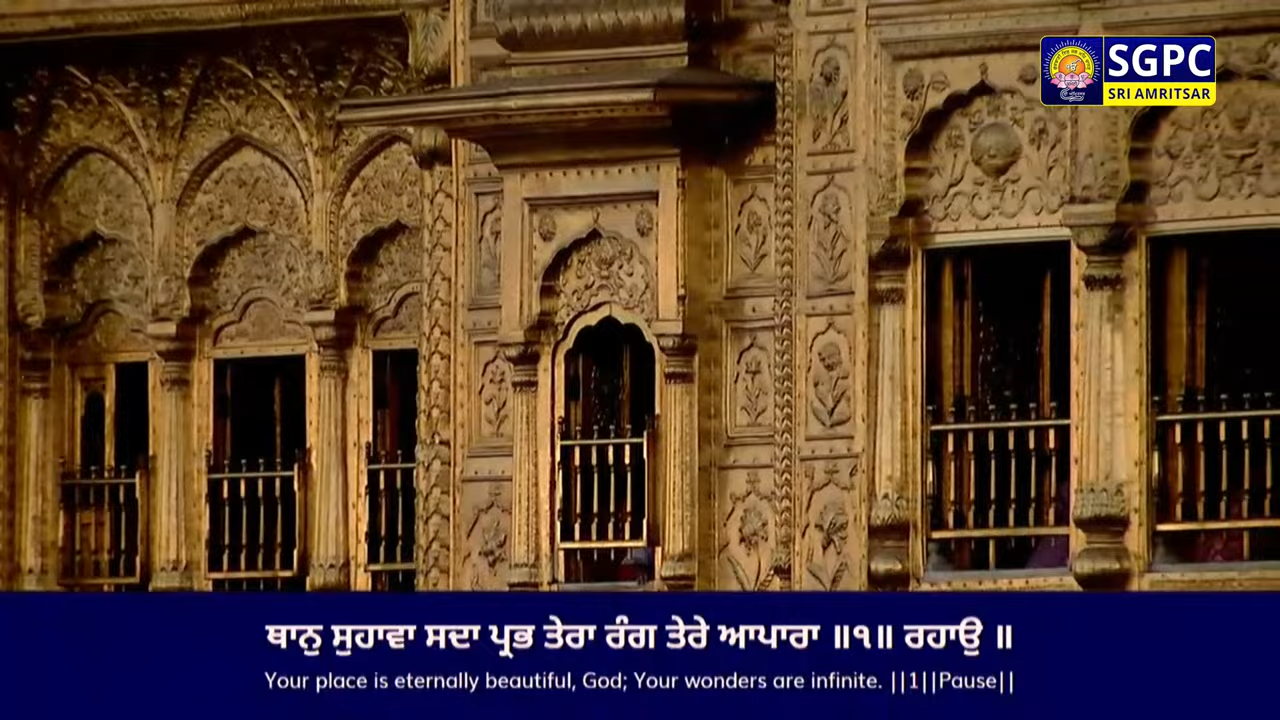 SGPC
SRI AMRITSAR
ਥਾਨੁ ਸੁਹਾਵਾ ਸਦਾ ਪ੍ਰਭ ਤੇਰਾ ਰੰਗ ਤੇਰੇ ਆਪਾਰਾ ॥੧॥ ਰਹਾਉ ॥
Your place is eternally beautiful, God; Your wonders are infinite. ||1||Pause||